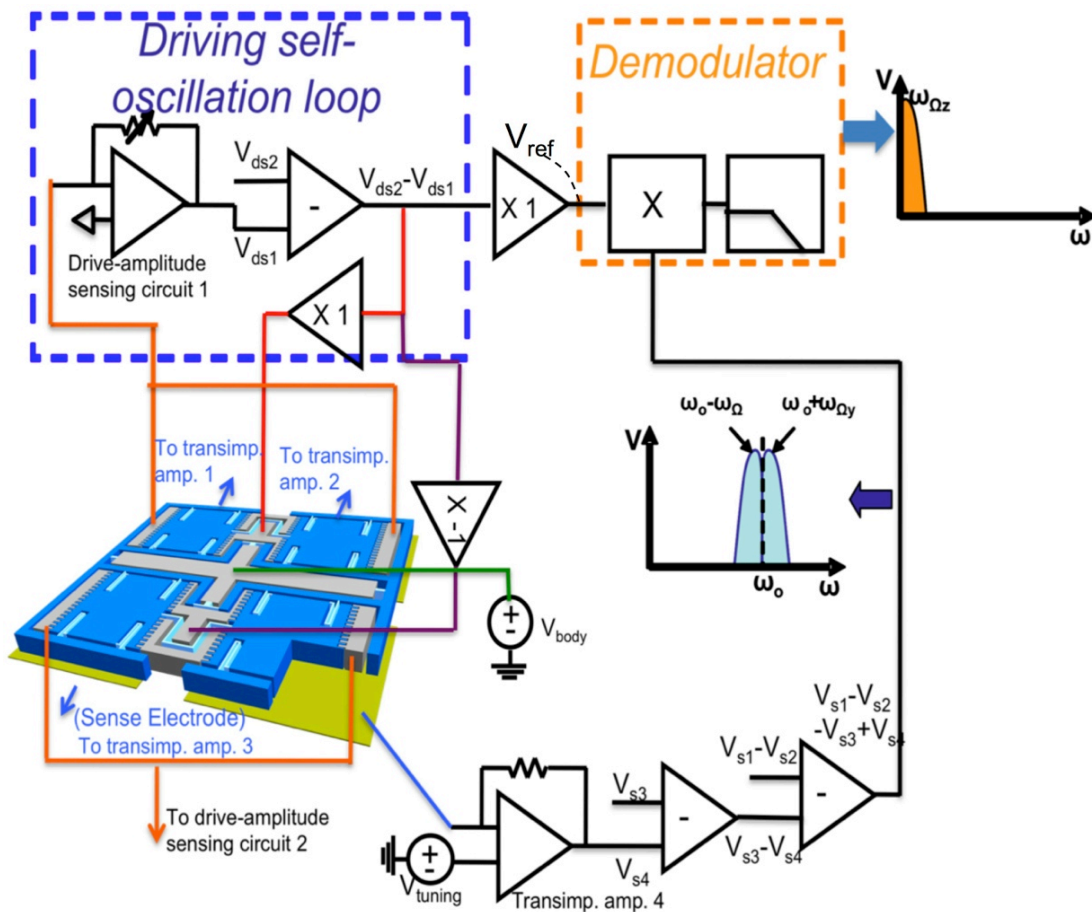 Driving self-
oscillation loop
Demodulator
V
ωΩz
ω
Vds2
Vds2-Vds1
Vref
X 1
X
-
Vds1
Drive-amplitude
sensing circuit 1
X 1
ωo-ωΩ
ωo+ωΩy
V
ωo
ω
To transimp.
amp. 1
To transimp.
amp. 2
X -1
+
-
Vbody
(Sense Electrode)
To transimp. amp. 3
To drive-amplitude
sensing circuit 2
Vs1-Vs2
-Vs3+Vs4
Vs1-Vs2
-
Vs3
-
Vs3-Vs4
Vs4
+
-
Vtuning
Transimp. amp. 4